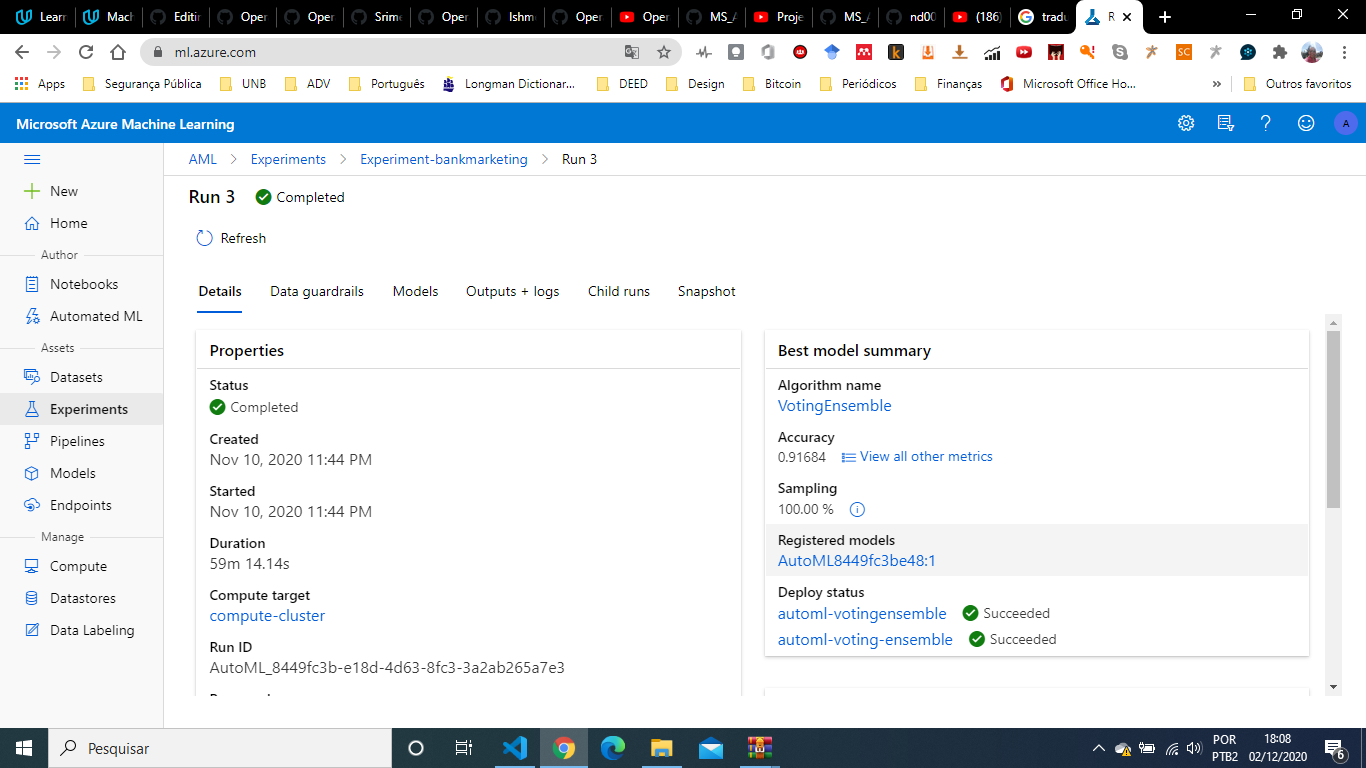 Learn
Mach
Editin
Oper
Oper
Srime
Oper
Ishm
Oper
Oper
MS_A
Proje
MS_A
nd00
(186)
tradu
R
ml.azure.com
Apps
Segurança Pública
UNB
ADV
Português
Longman Dictionar...
DEED
Design
Bitcoin
Periódicos
Finanças
Microsoft Office Ho...
»
Outros favoritos
Microsoft Azure Machine Learning
A
New
Home
Author
Notebooks
Automated ML
Assets
Datasets
Experiments
Pipelines
Models
Endpoints
Manage
Compute
Datastores
Data Labeling
AML > Experiments > Experiment-bankmarketing > Run 3
Run 3 Completed
Refresh
Details Data guardrails Models Outputs + logs Child runs Snapshot
Properties
Status
Completed
Created
Nov 10, 2020 11:44 PM
Started
Nov 10, 2020 11:44 PM
Duration
59m 14.14s
Compute target
compute-cluster
Run ID
AutoML_8449fc3b-e18d-4d63-8fc3-3a2ab265a7e3
Best model summary
Algorithm name
VotingEnsemble
Accuracy
0.91684 View all other metrics
Sampling
100.00 %
Registered models
AutoML8449fc3be48:1
Deploy status
automl-votingensemble Succeeded
automl-voting-ensemble Succeeded
Pesquisar
POR
PTB2
18:08
02/12/2020
6